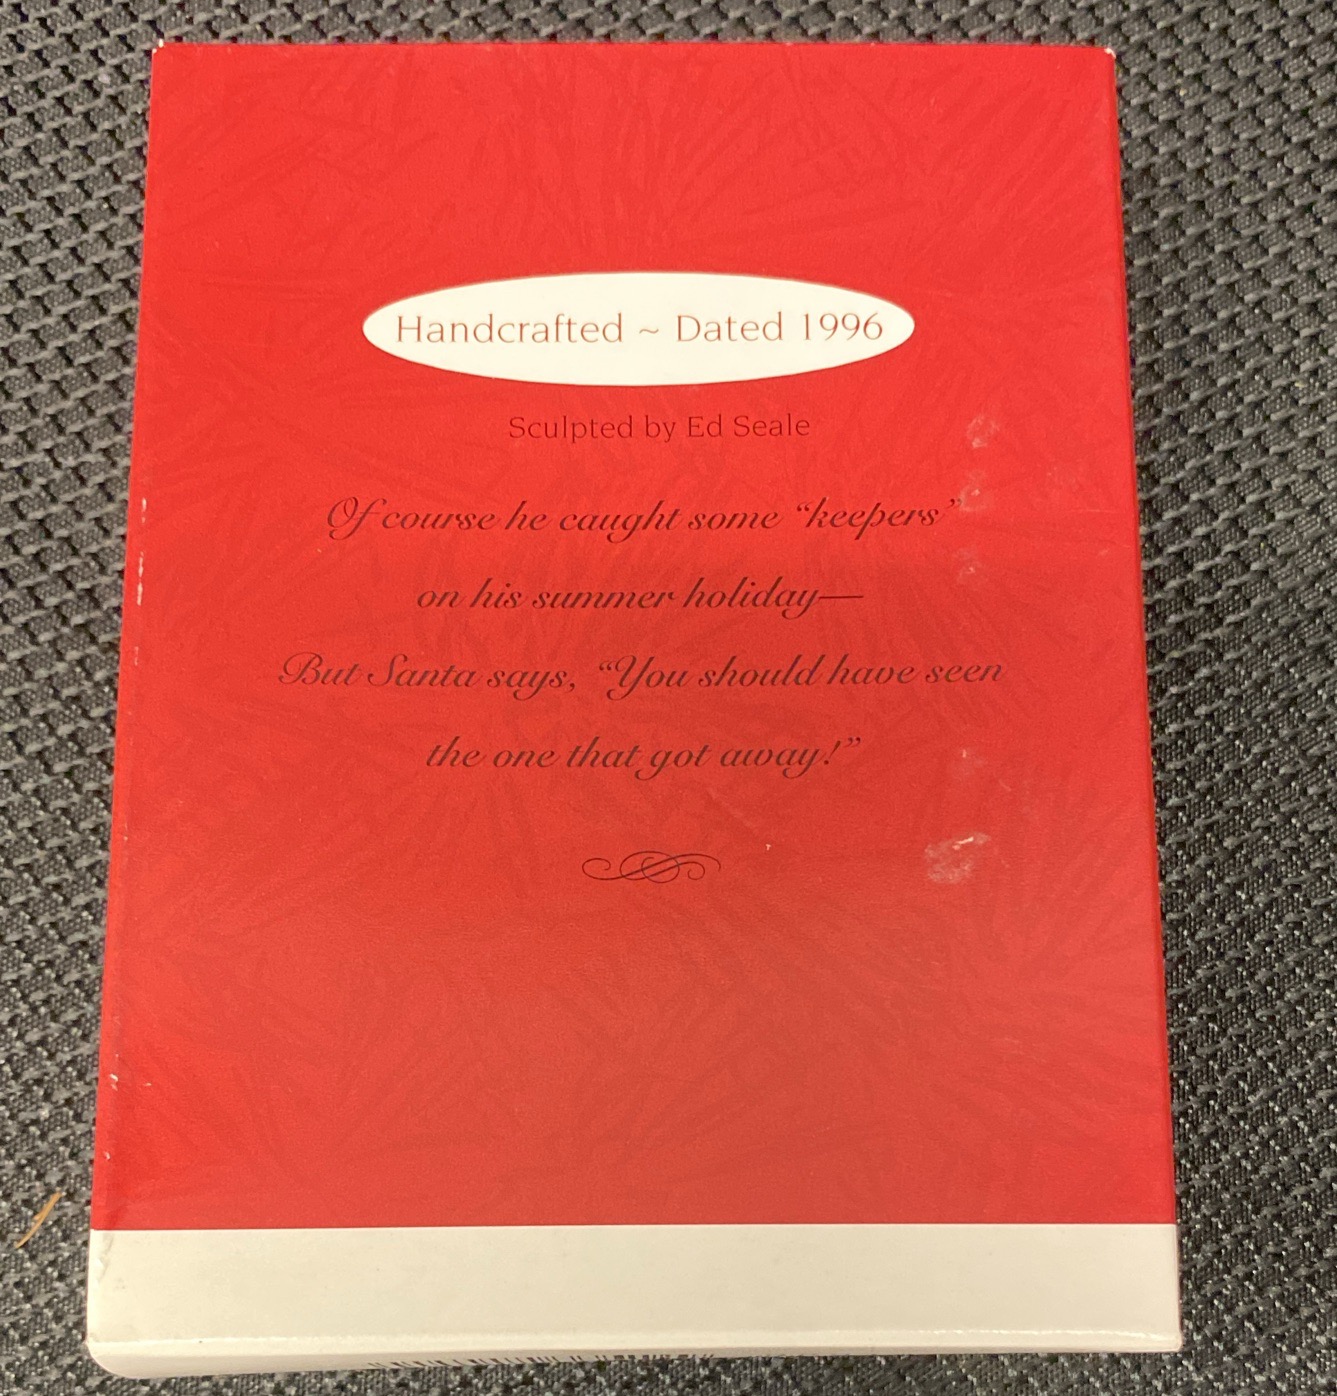 Handcrafted ~ Dated 1996
Sculpted by Ed Seale
Of course he caught some “keepers”
on his summer holiday—
But Santa says, “You should have seen
the one that got away!”